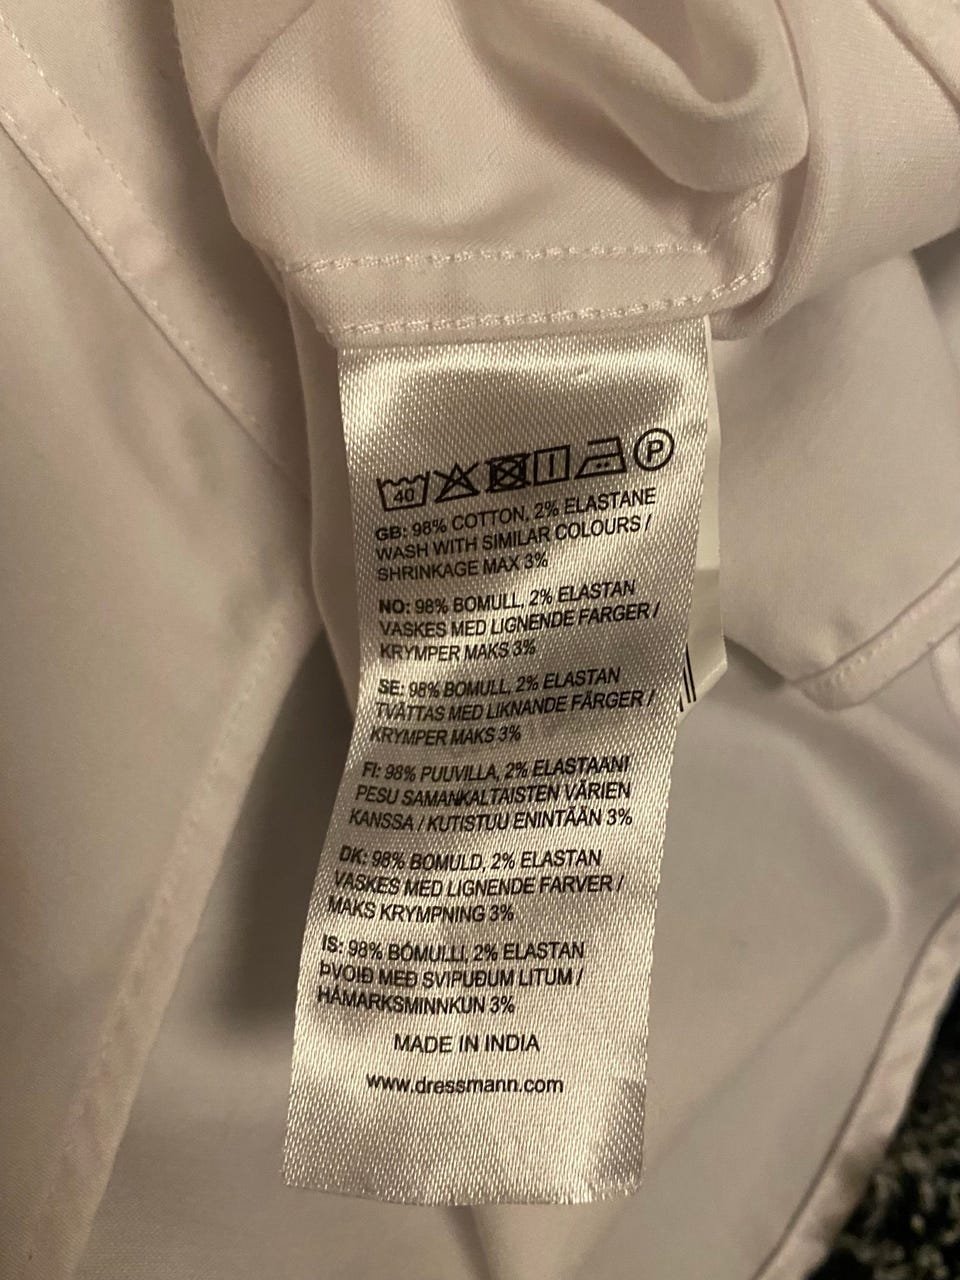 40 P
GB: 98% COTTON, 2% ELASTANE
WASH WITH SIMILAR COLOURS /
SHRINKAGE MAX 3%
NO: 98% BOMULL, 2% ELASTAN
VASKES MED LIGNENDE FARGER /
KRYMPER MAKS 3%
SE: 98% BOMULL, 2% ELASTAN
TVÄTTAS MED LIKNANDE FÄRGER /
KRYMPER MAKS 3%
FI: 98% PUUVILLA, 2% ELASTAANI
PESU SAMANKALTAISTEN VÄRIEN
KANSSA / KUTISTUU ENINTÄÄN 3%
DK: 98% BOMULD, 2% ELASTAN
VASKES MED LIGNENDE FARVER /
MAKS KRYMPNING 3%
IS: 98% BÓMULLI, 2% ELASTAN
ÞVOIÐ MEÐ SVIPUÐUM LITUM /
HÁMARKSMINNKUN 3%
MADE IN INDIA
www.dressmann.com